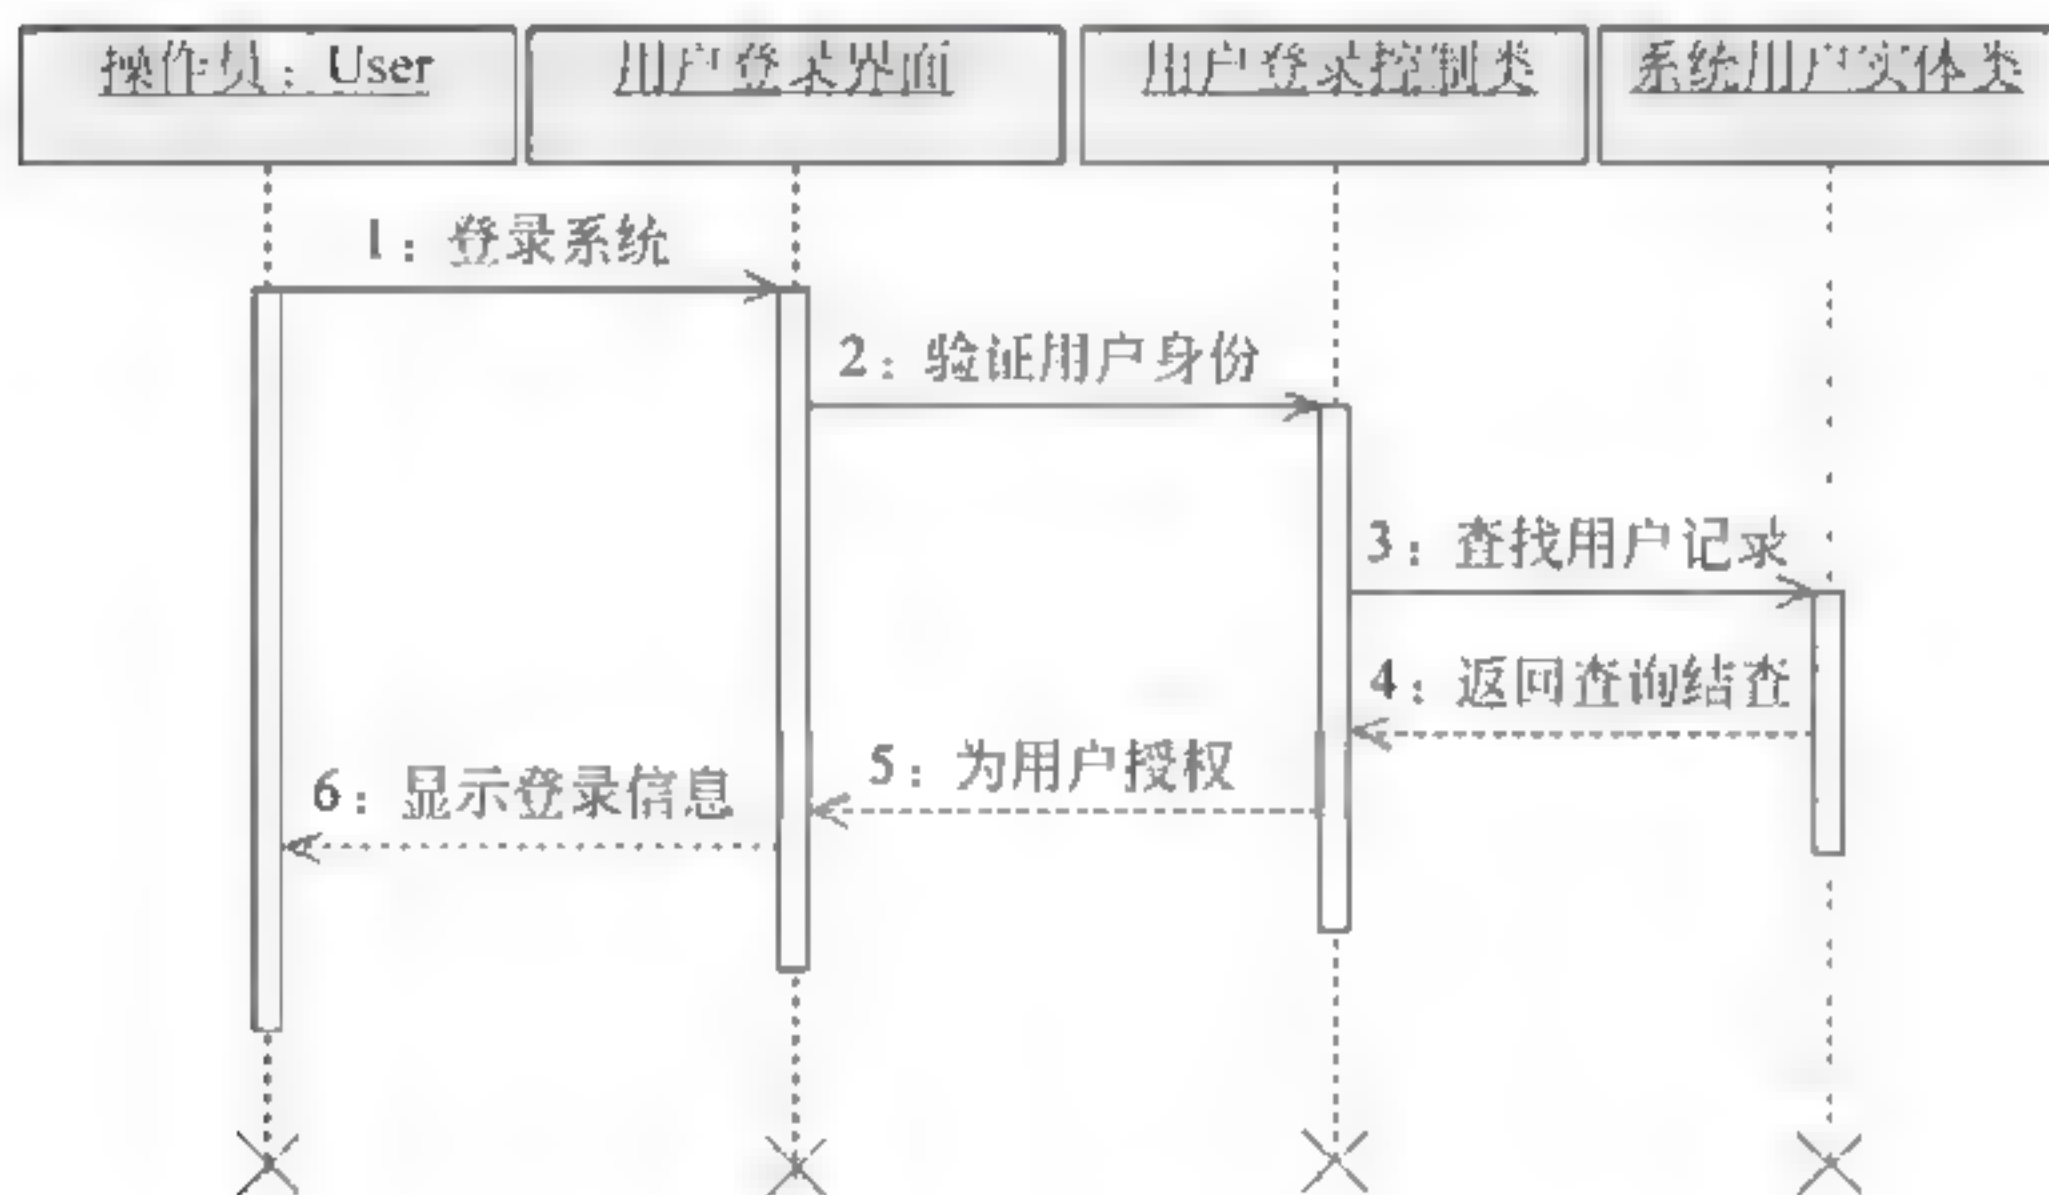 操作员：User
用户登录界面
用户登录控制类
系统用户实体类
1：登录系统
2：验证用户身份
3：查找用户记录
4：返回查询结查
5：为用户授权
6：显示登录信息